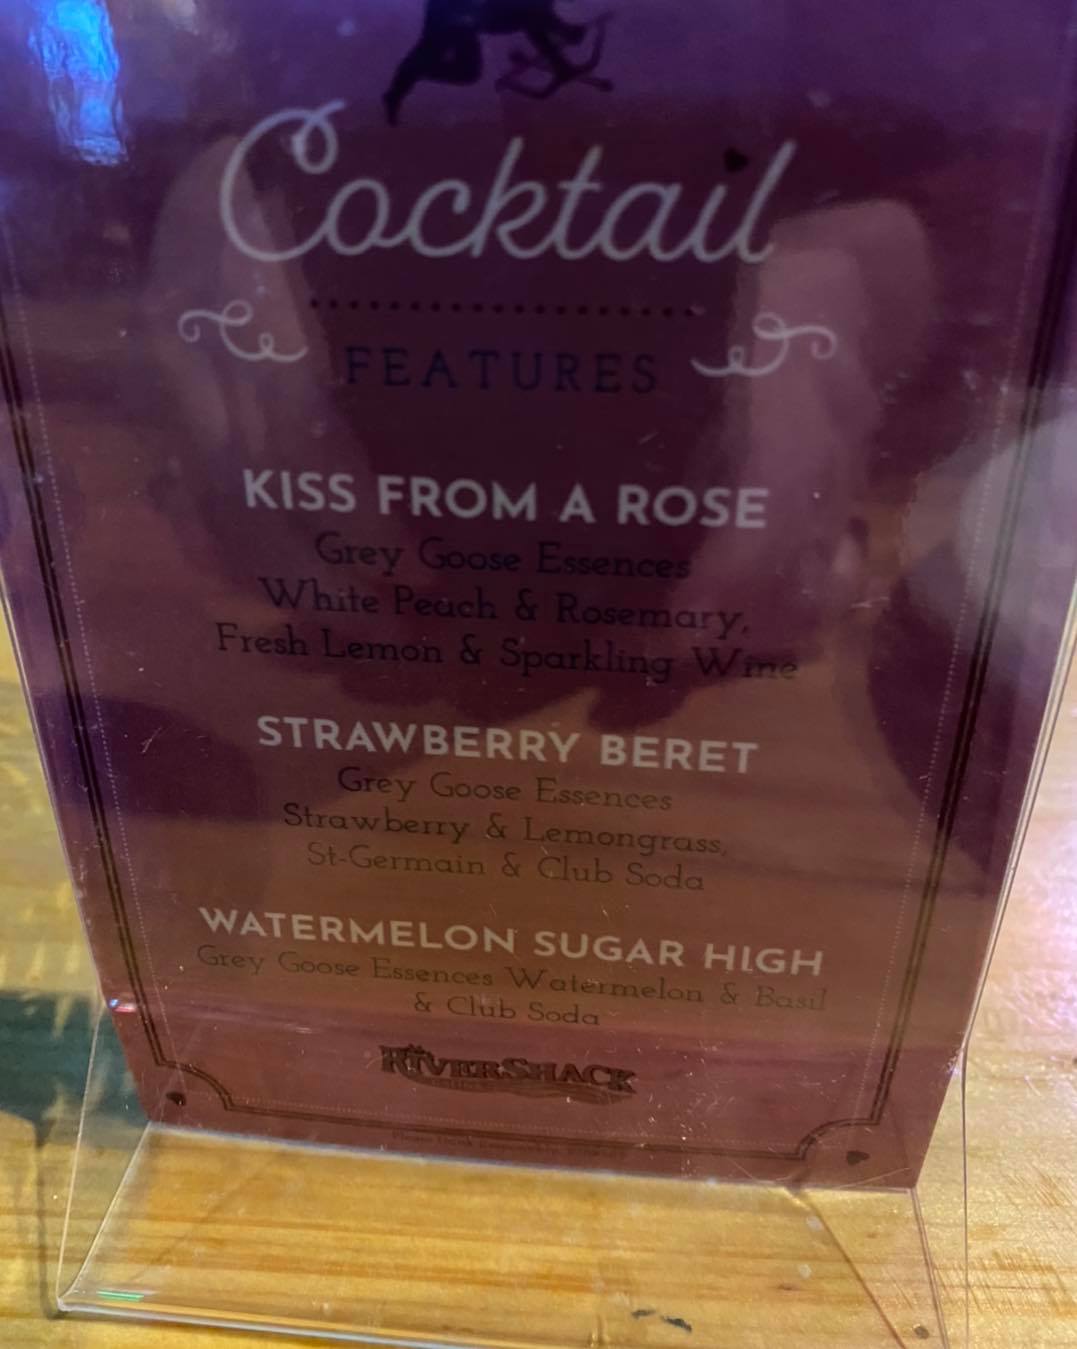 Cocktail
FEATURES
KISS FROM A ROSE
Grey Goose Essences
White Peach & Rosemary,
Fresh Lemon & Sparkling Wine
STRAWBERRY BERET
Grey Goose Essences
Strawberry & Lemongrass,
St-Germain & Club Soda
WATERMELON SUGAR HIGH
Grey Goose Essences Watermelon & Basil
& Club Soda
RIVERSHACK